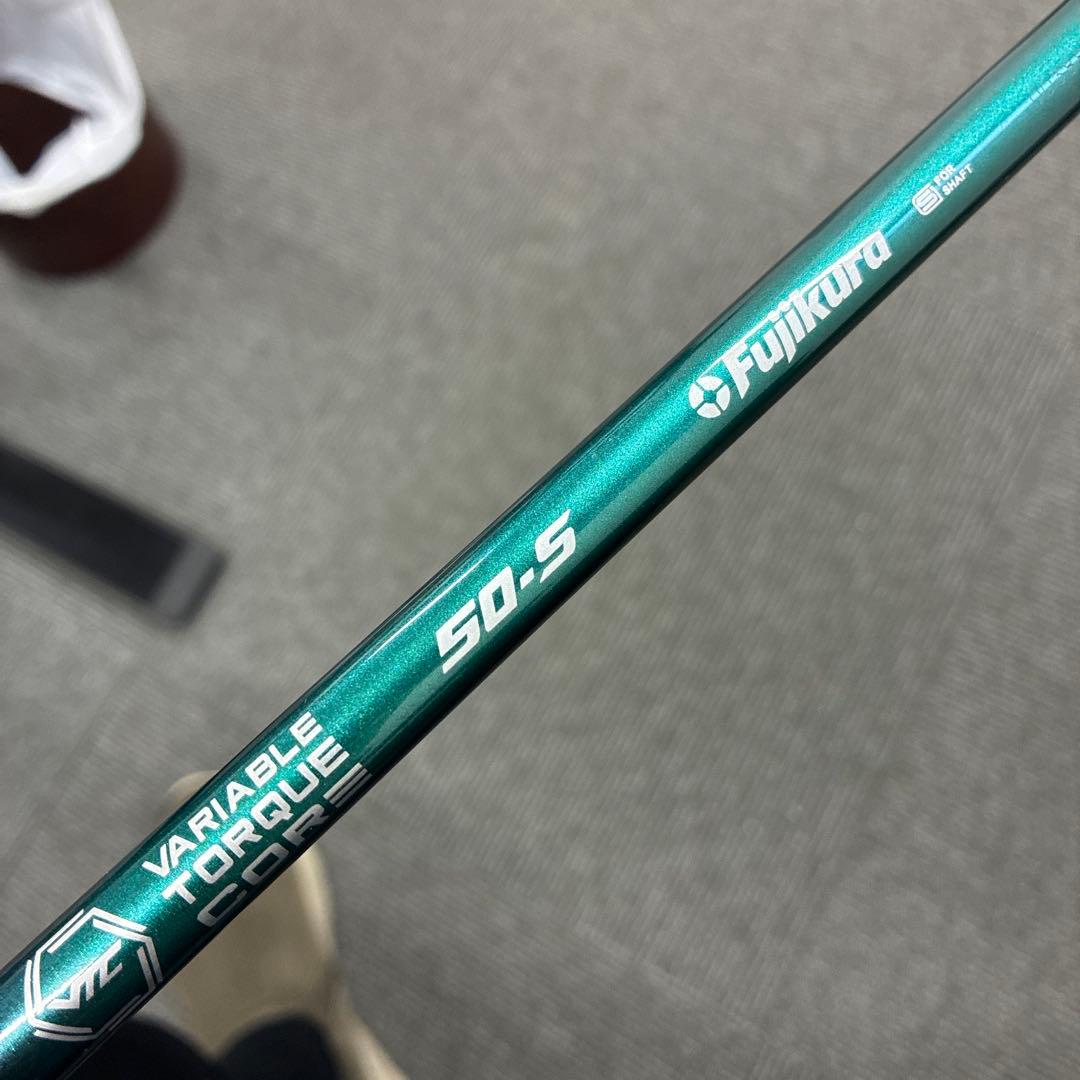 VTC
VARIABLE
TORQUE
CORE
50-S
Fujikura
S FOR
SHAFT